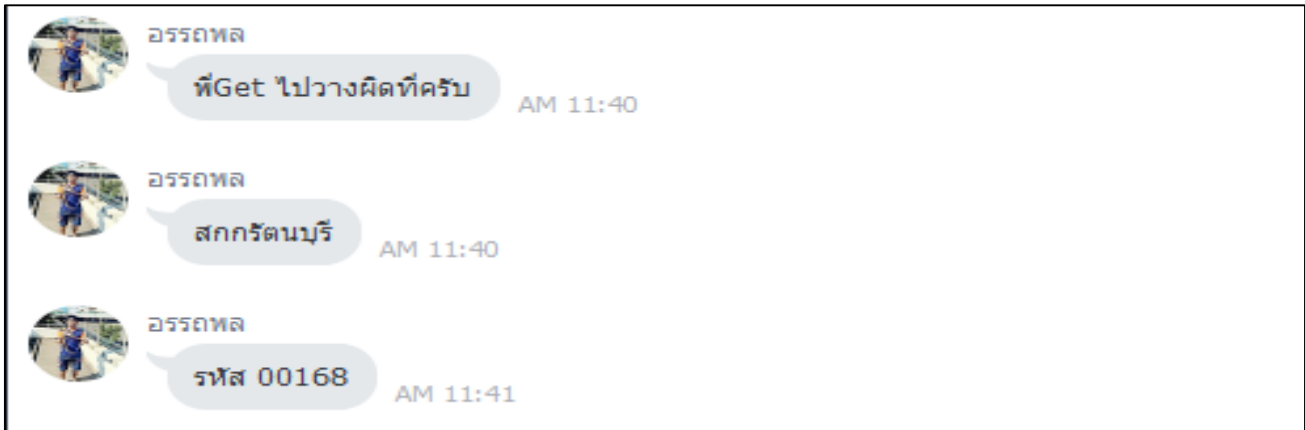 อรรถพล
พี่Get ไปวางผิดที่ครับ
AM 11:40
อรรถพล
สกกรัตนบุรี
AM 11:40
อรรถพล
รหัส 00168
AM 11:41